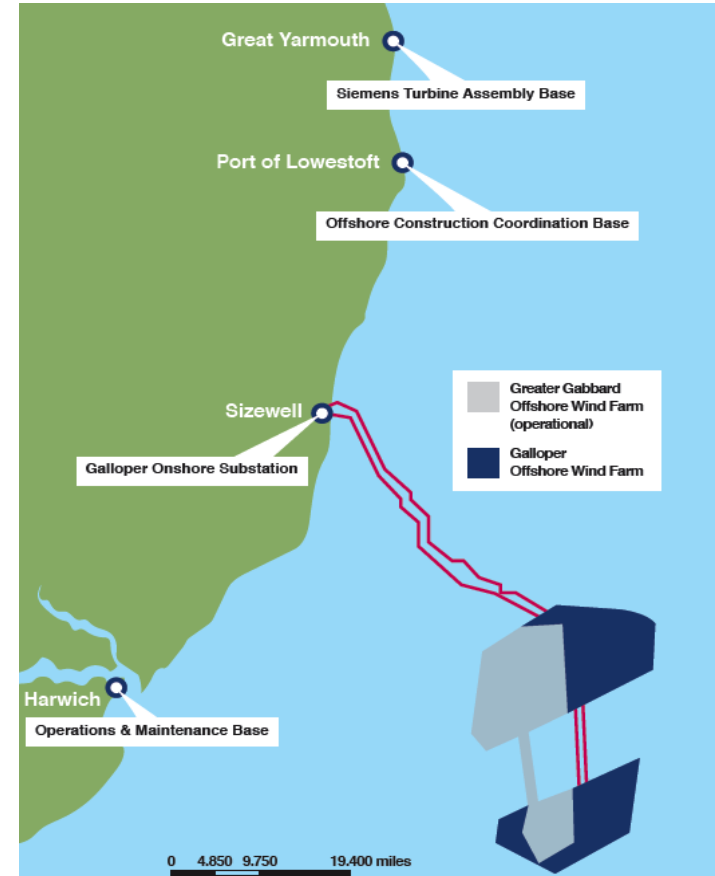 Great Yarmouth
Siemens Turbine Assembly Base
Port of Lowestoft
Offshore Construction Coordination Base
Greater Gabbard
Offshore Wind Farm
(operational)
Galloper
Offshore Wind Farm
Sizewell
Galloper Onshore Substation
Harwich
Operations & Maintenance Base
0 4.850 9.750 19.400 miles